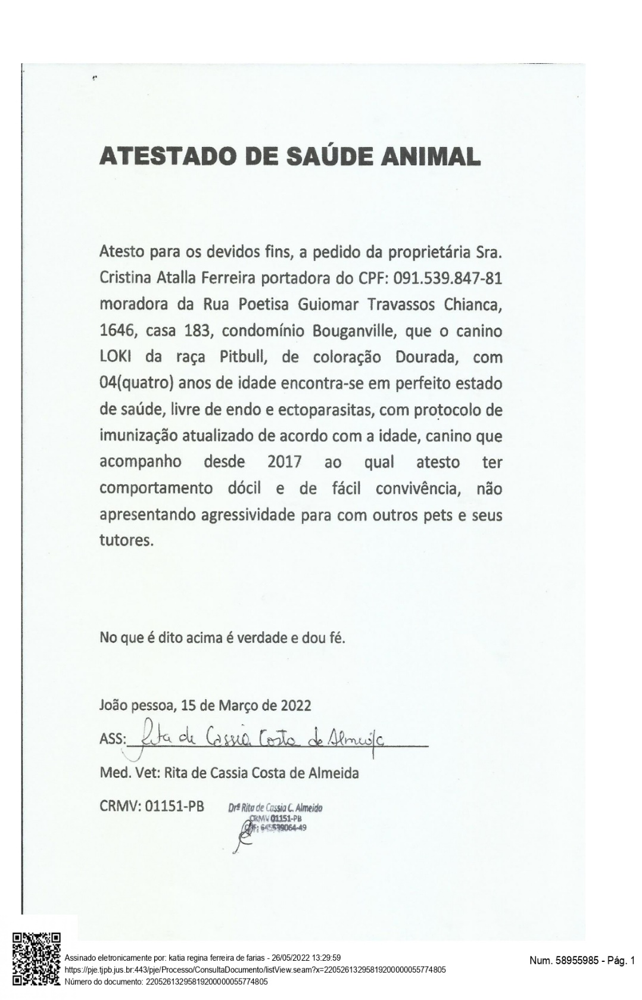 ATESTADO DE SAÚDE ANIMAL
Atesto para os devidos fins, a pedido da proprietária Sra.
Cristina Atalla Ferreira portadora do CPF: 091.539.847-81
moradora da Rua Poetisa Guiomar Travassos Chianca,
1646, casa 183, condomínio Bouganville, que o canino
LOKI da raça Pitbull, de coloração Dourada, com
04(quatro) anos de idade encontra-se em perfeito estado
de saúde, livre de endo e ectoparasitas, com protocolo de
imunização atualizado de acordo com a idade, canino que
acompanho desde 2017 ao qual atesto ter
comportamento dócil e de fácil convivência, não
apresentando agressividade para com outros pets e seus
tutores.
No que é dito acima é verdade e dou fé.
João pessoa, 15 de Março de 2022
ASS: Rita de Cassia Costa de Almeida
Med. Vet: Rita de Cassia Costa de Almeida
CRMV: 01151-PB
Drª Rita de Cassia C. Almeida
CRMV 01151-PB
Assinado eletronicamente por: katia regina ferreira de farias - 26/05/2022 13:29:59
https://pje.tjpb.jus.br:443/pje/Processo/ConsultaDocumento/listView.seam?x=22052613295819200000055774805
Número do documento: 22052613295819200000055774805
Num. 58955985 - Pág. 1